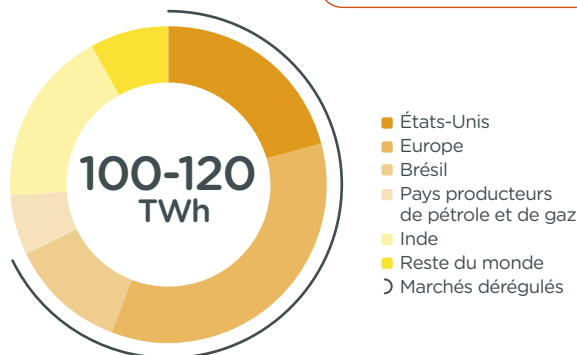 100-120
TWh
États-Unis
Europe
Brésil
Pays producteurs
de pétrole et de gaz
Inde
Reste du monde
Marchés dérégulés